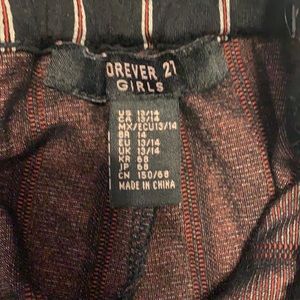 FOREVER 21
GIRLS
US 13/14
CA 13/14
MX/ECU13/14
BR 14
EU 13/14
UK 13/14
KR 68
JP 68
CN 150/68
MADE IN CHINA